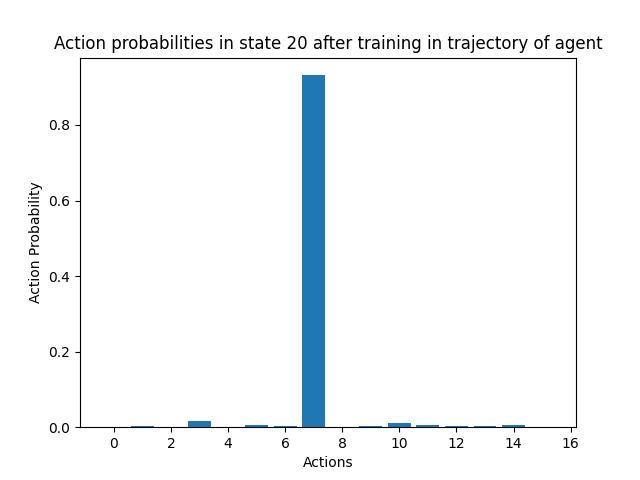 Action probabilities in state 20 after training in trajectory of agent
0.8
0.6
0.4
0.2
0.0
Action Probability
0 2 4 6 8 10 12 14 16
Actions